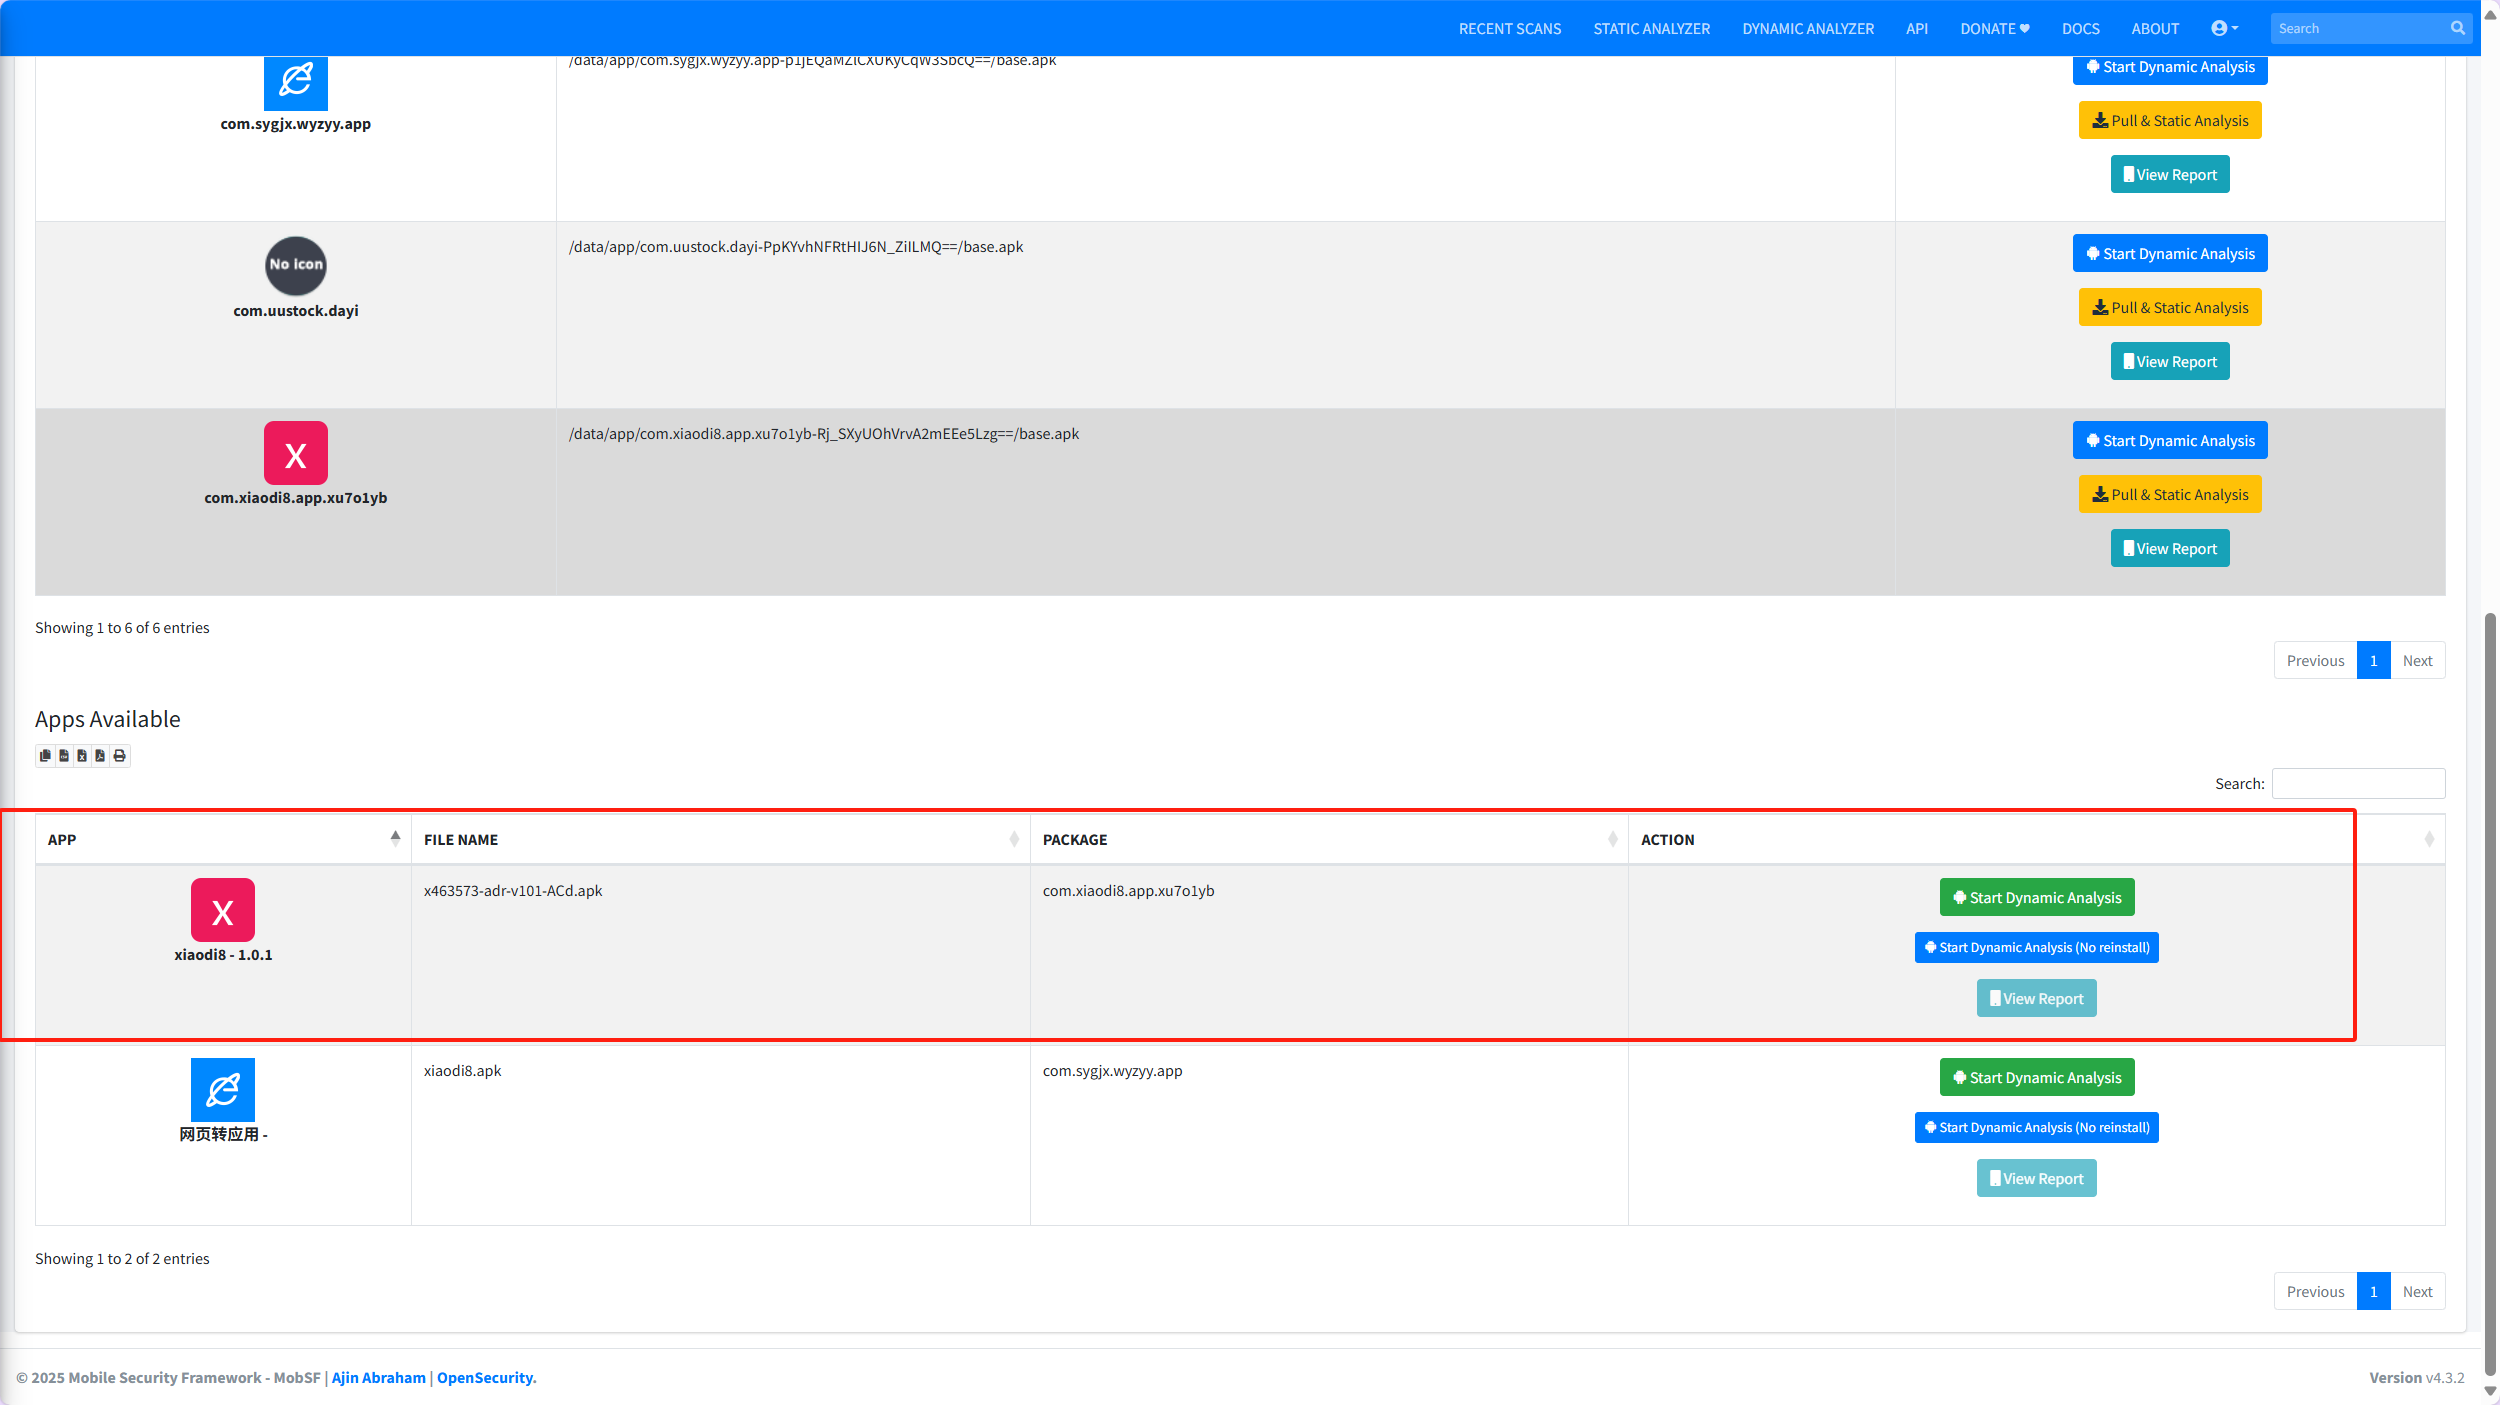 RECENT SCANS STATIC ANALYZER DYNAMIC ANALYZER API DONATE DOCS ABOUT Search
/data/app/com.sygjx.wyzyy.app-p1jEQaMZICXUKyCqW3SbcQ==/base.apk
Start Dynamic Analysis
com.sygjx.wyzyy.app
Pull & Static Analysis
View Report
No icon
com.uustock.dayi
/data/app/com.uustock.dayi-PpKYvhNFRtHIJ6N_ZiILMQ==/base.apk
Start Dynamic Analysis
Pull & Static Analysis
View Report
X
com.xiaodi8.app.xu7o1yb
/data/app/com.xiaodi8.app.xu7o1yb-Rj_SXyUOhVrvA2mEEe5Lzg==/base.apk
Start Dynamic Analysis
Pull & Static Analysis
View Report
Showing 1 to 6 of 6 entries
Previous 1 Next
Apps Available
Search:
APP FILE NAME PACKAGE ACTION
X
xiaodi8 - 1.0.1
x463573-adr-v101-ACd.apk
com.xiaodi8.app.xu7o1yb
Start Dynamic Analysis
Start Dynamic Analysis (No reinstall)
View Report
网页转应用 -
xiaodi8.apk
com.sygjx.wyzyy.app
Start Dynamic Analysis
Start Dynamic Analysis (No reinstall)
View Report
Showing 1 to 2 of 2 entries
Previous 1 Next
© 2025 Mobile Security Framework - MobSF | Ajin Abraham | OpenSecurity.
Version v4.3.2